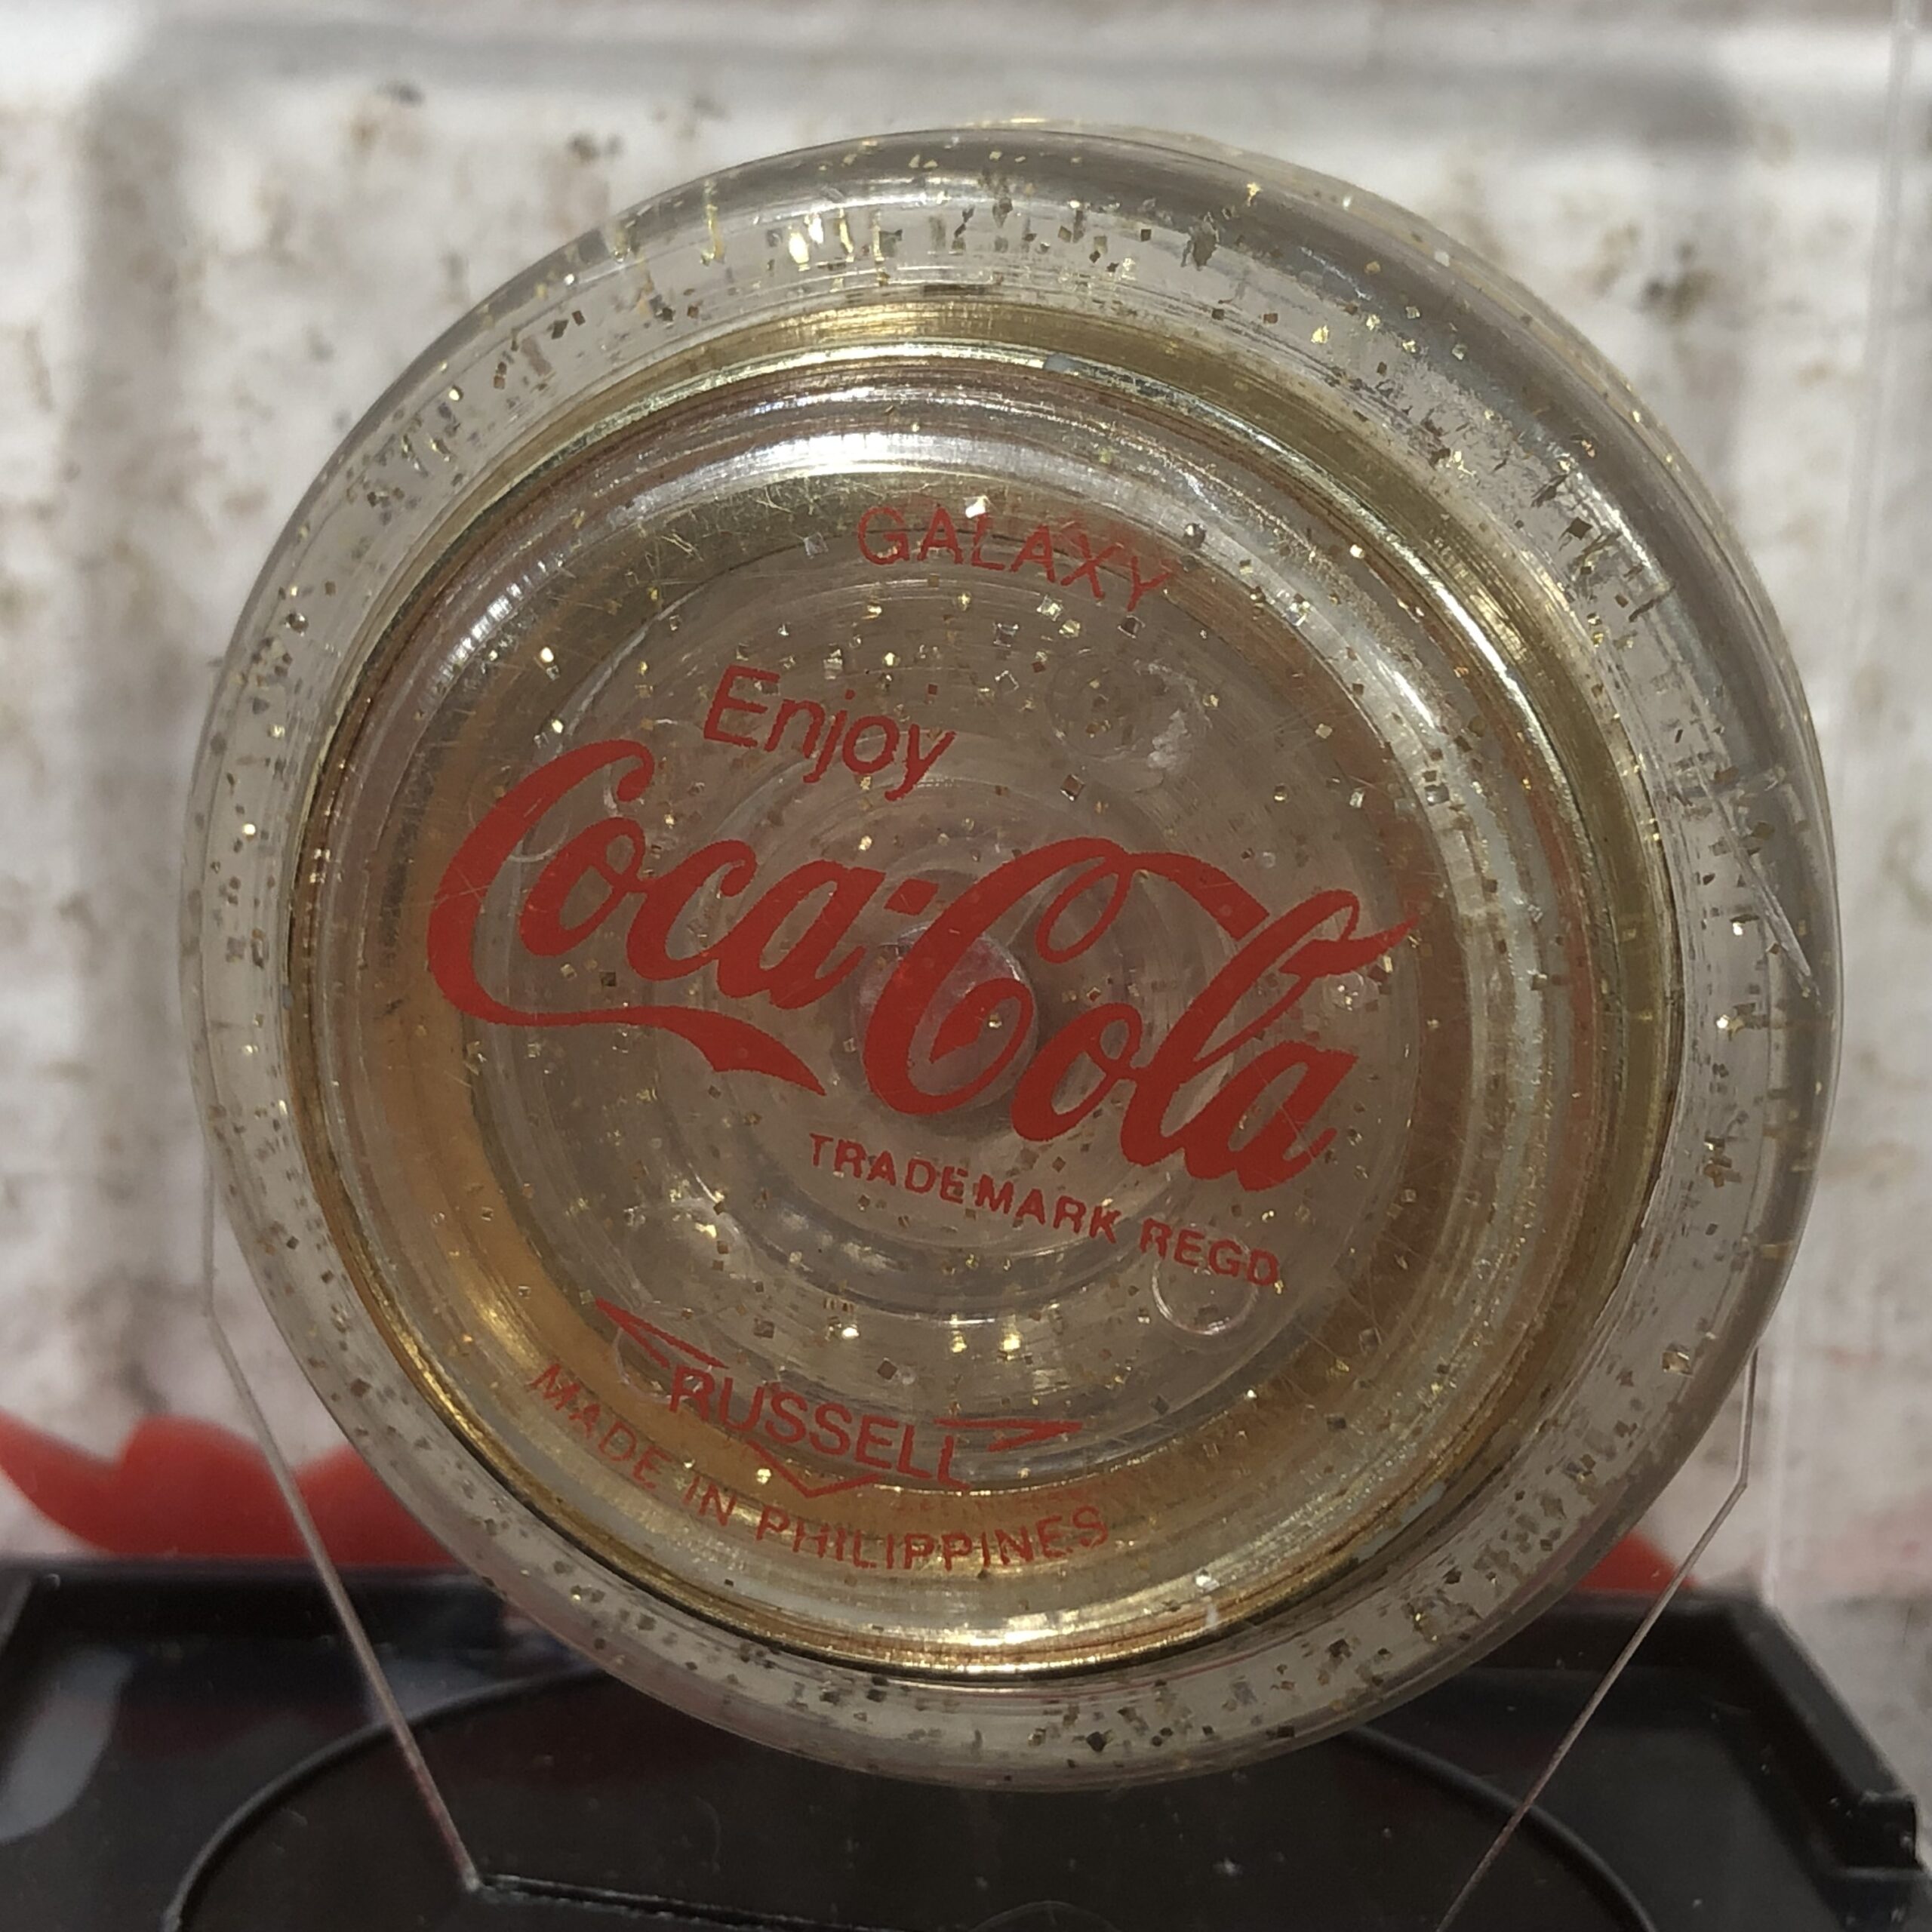 GALAXY
Enjoy
Coca-Cola
TRADEMARK REGD
RUSSELL
MADE IN PHILIPPINES